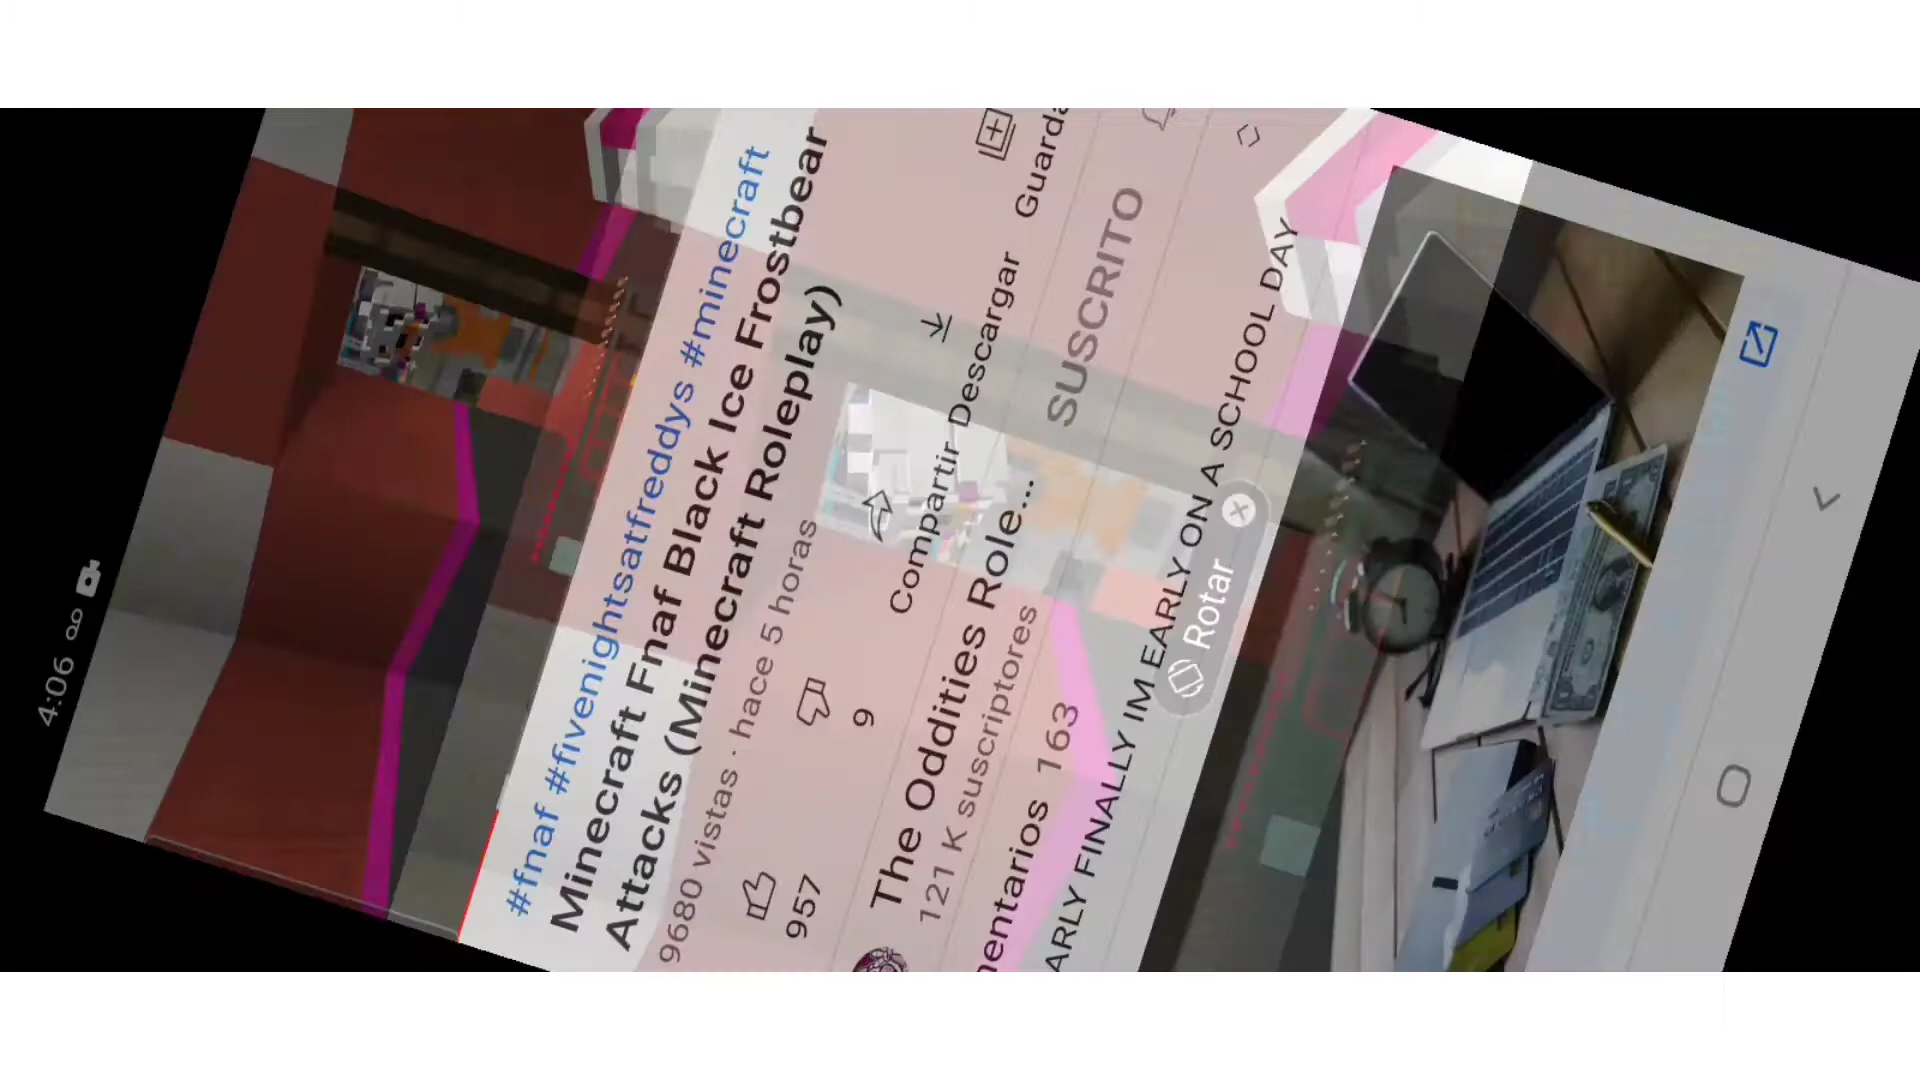 4:06
#fnaf #fivenightsatfreddys #minecraft
Minecraft Fnaf Black Ice Frostbear
Attacks (Minecraft Roleplay)
9680 vistas · hace 5 horas
957
9
Compartir
Descargar
Guarda
The Oddities Role...
121 K suscriptores
SUSCRITO
mentarios 163
ARLY FINALLY IM EARLY ON A SCHOOL DAY
Rotar